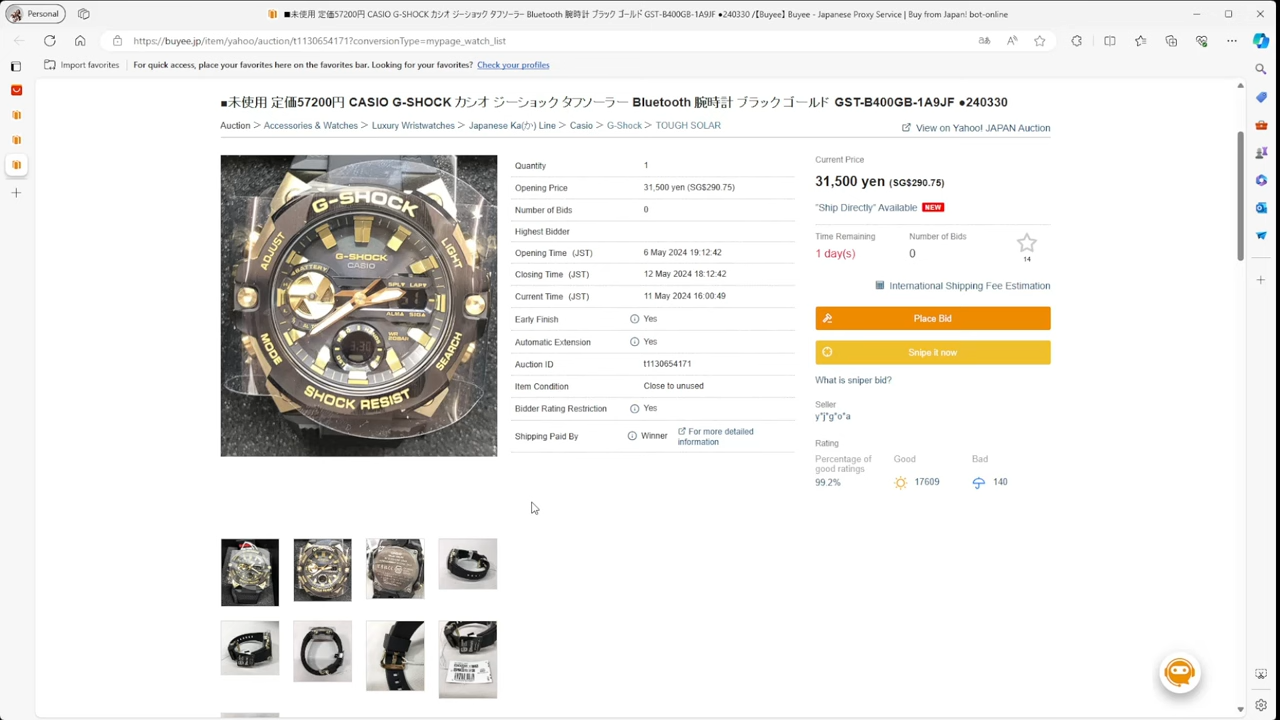 Personal
■未使用 定価57200円 CASIO G-SHOCK カシオ ジーショック タフソーラー Bluetooth 腕時計 ブラック ゴールド GST-B400GB-1A9JF ●240330 /【Buyee】 Buyee - Japanese Proxy Service | Buy from Japan! bot-online
https://buyee.jp/item/yahoo/auction/t1130654171?conversionType=mypage_watch_list
Import favorites
For quick access, place your favorites here on the favorites bar. Looking for your favorites? Check your profiles
■未使用 定価57200円 CASIO G-SHOCK カシオ ジーショック タフソーラー Bluetooth 腕時計 ブラック ゴールド GST-B400GB-1A9JF ●240330
Auction > Accessories & Watches > Luxury Wristwatches > Japanese Ka(か) Line > Casio > G-Shock > TOUGH SOLAR
View on Yahoo! JAPAN Auction
G-SHOCK
ADJUST
LIGHT
G-SHOCK
CASIO
BATTERY
MODE
SEARCH
SHOCK RESIST
Quantity 1
Opening Price 31,500 yen (SG$290.75)
Number of Bids 0
Highest Bidder
Opening Time (JST) 6 May 2024 19:12:42
Closing Time (JST) 12 May 2024 18:12:42
Current Time (JST) 11 May 2024 16:00:49
Early Finish Yes
Automatic Extension Yes
Auction ID t1130654171
Item Condition Close to unused
Bidder Rating Restriction Yes
Shipping Paid By Winner For more detailed
information
Current Price
31,500 yen (SG$290.75)
"Ship Directly" Available NEW
Time Remaining Number of Bids
1 day(s) 0
14
International Shipping Fee Estimation
Place Bid
Snipe it now
What is sniper bid?
Seller
y*j*g*o*a
Rating
Percentage of
good ratings
Good Bad
99.2% 17609 140